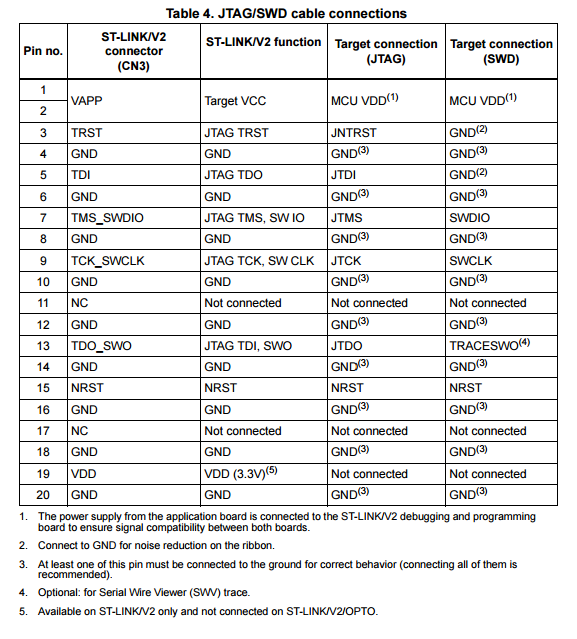 Table 4. JTAG/SWD cable connections
Pin no. | ST-LINK/V2 connector (CN3) | ST-LINK/V2 function | Target connection (JTAG) | Target connection (SWD)
1 | VAPP | Target VCC | MCU VDD(1) | MCU VDD(1)
2
3 | TRST | JTAG TRST | JNTRST | GND(2)
4 | GND | GND | GND(3) | GND(3)
5 | TDI | JTAG TDO | JTDI | GND(2)
6 | GND | GND | GND(3) | GND(3)
7 | TMS_SWDIO | JTAG TMS, SW IO | JTMS | SWDIO
8 | GND | GND | GND(3) | GND(3)
9 | TCK_SWCLK | JTAG TCK, SW CLK | JTCK | SWCLK
10 | GND | GND | GND(3) | GND(3)
11 | NC | Not connected | Not connected | Not connected
12 | GND | GND | GND(3) | GND(3)
13 | TDO_SWO | JTAG TDI, SWO | JTDO | TRACESWO(4)
14 | GND | GND | GND(3) | GND(3)
15 | NRST | NRST | NRST | NRST
16 | GND | GND | GND(3) | GND(3)
17 | NC | Not connected | Not connected | Not connected
18 | GND | GND | GND(3) | GND(3)
19 | VDD | VDD (3.3V)(5) | Not connected | Not connected
20 | GND | GND | GND(3) | GND(3)
1. The power supply from the application board is connected to the ST-LINK/V2 debugging and programming
board to ensure signal compatibility between both boards.
2. Connect to GND for noise reduction on the ribbon.
3. At least one of this pin must be connected to the ground for correct behavior (connecting all of them is
recommended).
4. Optional: for Serial Wire Viewer (SWV) trace.
5. Available on ST-LINK/V2 only and not connected on ST-LINK/V2/OPTO.